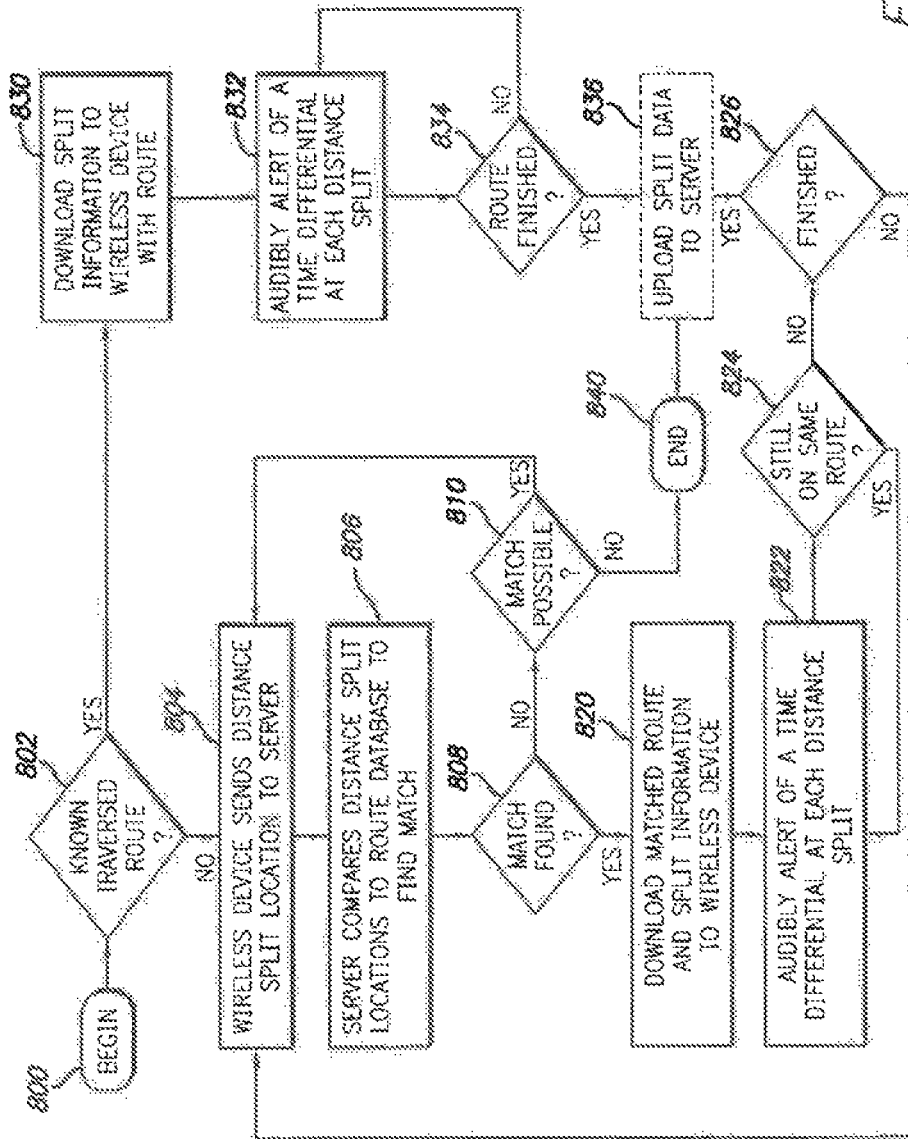 800
BEGIN
802
KNOWN
TRAVERSED
ROUTE
?
YES
NO
830
DOWNLOAD SPLIT
INFORMATION TO
WIRELESS DEVICE
WITH ROUTE
804
WIRELESS DEVICE SENDS DISTANCE
SPLIT LOCATION TO SERVER
832
AUDIBLY ALERT OF A
TIME DIFFERENTIAL
AT EACH DISTANCE
SPLIT
806
SERVER COMPARES DISTANCE SPLIT
LOCATIONS TO ROUTE DATABASE TO
FIND MATCH
834
ROUTE
FINISHED
?
NO
YES
808
MATCH
FOUND
?
NO
YES
810
MATCH
POSSIBLE
?
YES
NO
840
END
836
UPLOAD SPLIT DATA
TO SERVER
820
DOWNLOAD MATCHED ROUTE
AND SPLIT INFORMATION
TO WIRELESS DEVICE
822
AUDIBLY ALERT OF A TIME
DIFFERENTIAL AT EACH DISTANCE
SPLIT
824
STILL
ON SAME
ROUTE
?
NO
YES
826
FINISHED
?
YES
NO